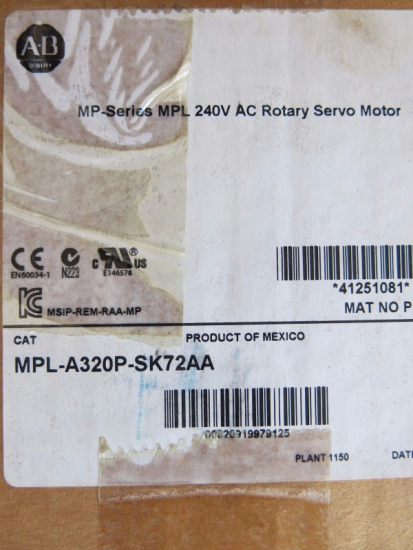 A-B
QUALITY
MP-Series MPL 240V AC Rotary Servo Motor
CE
EN60034-1
N223
C UL US
E146578
*41251081*
MSIP-REM-RAA-MP
MAT NO P
CAT
PRODUCT OF MEXICO
MPL-A320P-SK72AA
00820919979125
PLANT 1150
DATE